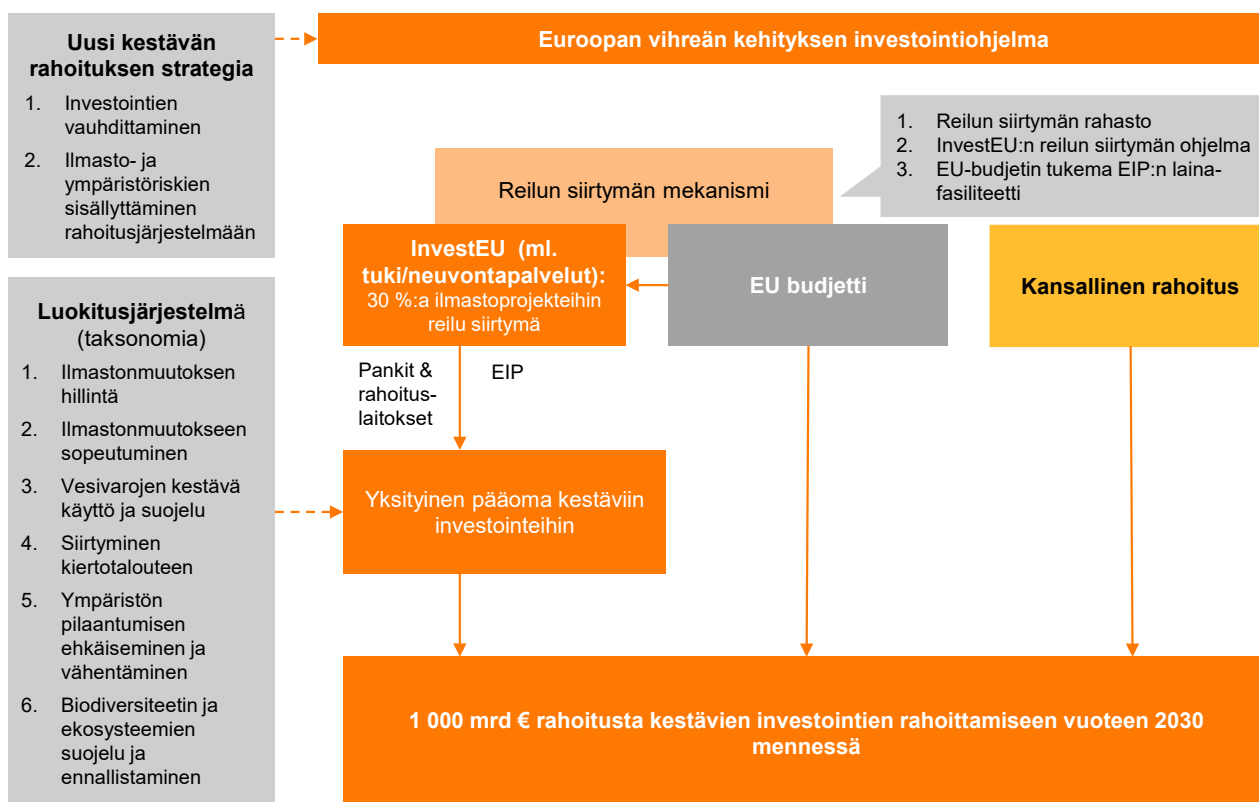 Uusi kestävän
rahoituksen strategia
1. Investointien
vauhdittaminen
2. Ilmasto- ja
ympäristöriskien
sisällyttäminen
rahoitusjärjestelmään
Euroopan vihreän kehityksen investointiohjelma
1. Reilun siirtymän rahasto
2. InvestEU:n reilun siirtymän ohjelma
3. EU-budjetin tukema EIP:n laina-
fasiliteetti
Reilun siirtymän mekanismi
InvestEU (ml.
tuki/neuvontapalvelut):
30 %:a ilmastoprojekteihin
reilu siirtymä
EU budjetti
Kansallinen rahoitus
Luokitusjärjestelmä
(taksonomia)
1. Ilmastonmuutoksen
hillintä
2. Ilmastonmuutokseen
sopeutuminen
3. Vesivarojen kestävä
käyttö ja suojelu
4. Siirtyminen
kiertotalouteen
5. Ympäristön
pilaantumisen
ehkäiseminen ja
vähentäminen
6. Biodiversiteetin ja
ekosysteemien
suojelu ja
ennallistaminen
Pankit &
rahoitus-
laitokset
EIP
Yksityinen pääoma kestäviin
investointeihin
1 000 mrd € rahoitusta kestävien investointien rahoittamiseen vuoteen 2030
mennessä